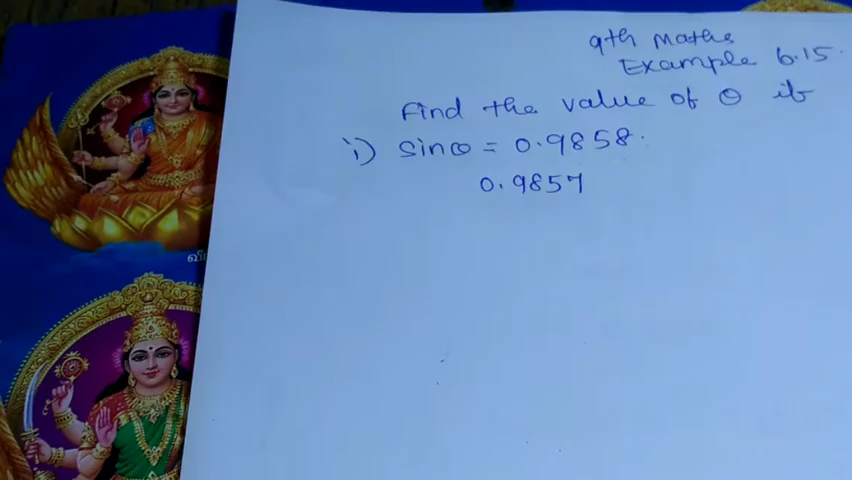 9th Maths
Example 6.15
Find the value of θ if
i) sinθ = 0.9858.
0.9857